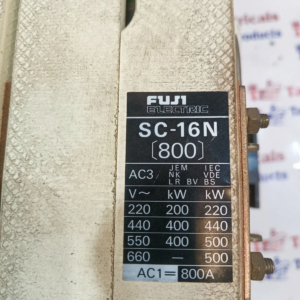 FUJI
ELECTRIC
SC-16N
[800]
AC3 JEM NK LR BV IEC VDE BS
V~ kW kW
220 200 220
440 400 440
550 400 500
660 — 500
AC1=800A